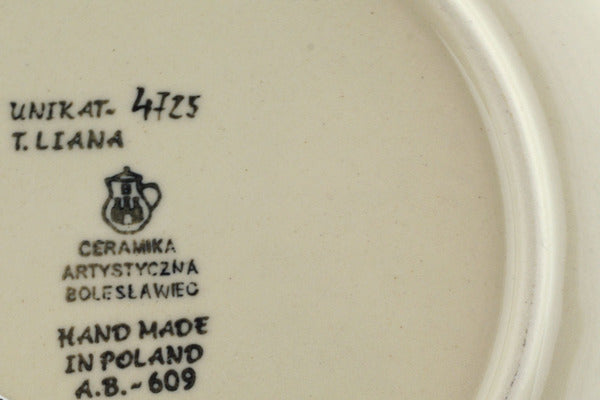 UNIKAT- 4725
T. LIANA
CERAMIKA
ARTYSTYCZNA
BOLESŁAWIEC
HAND MADE
IN POLAND
A.B.-609